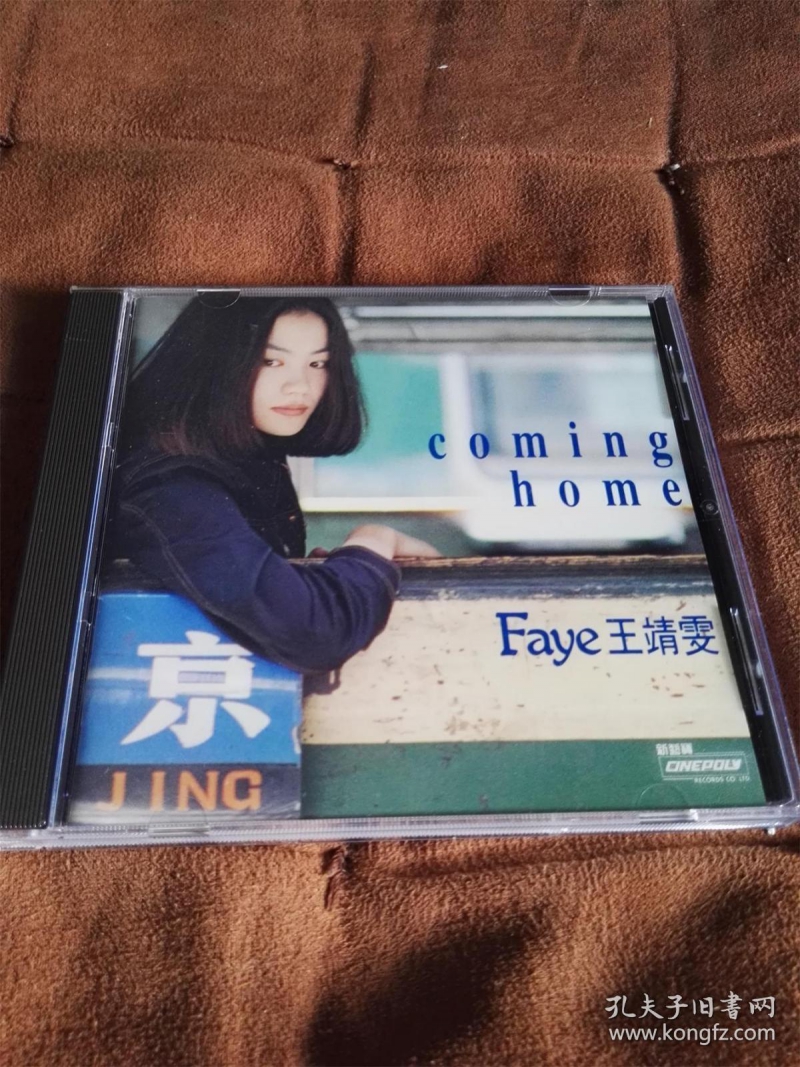 coming
home
Faye王靖雯
京
JING
新藝寶
CINEPOLY
RECORDS CO. LTD.
孔夫子旧书网
www.kongfz.com